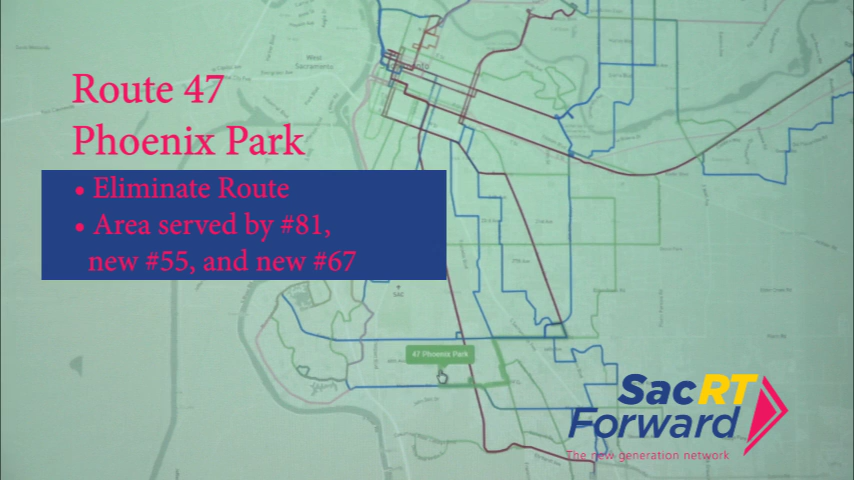 Route 47
Phoenix Park
• Eliminate Route
• Area served by #81,
new #55, and new #67
West
Sacramento
SAC
47 Phoenix Park
SacRT
Forward
The new generation network